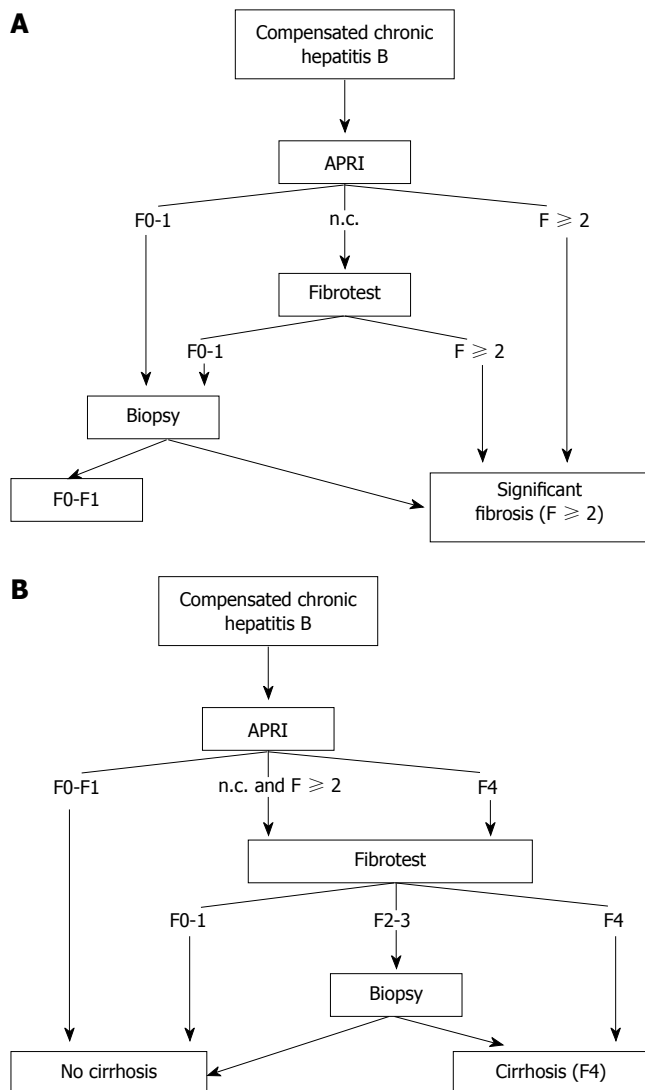 A
Compensated chronic
hepatitis B
APRI
F0-1
n.c.
F ⩾ 2
Fibrotest
F0-1
F ⩾ 2
Biopsy
F0-F1
Significant
fibrosis (F ⩾ 2)
B
Compensated chronic
hepatitis B
APRI
F0-F1
n.c. and F ⩾ 2
F4
Fibrotest
F0-1
F2-3
F4
Biopsy
No cirrhosis
Cirrhosis (F4)